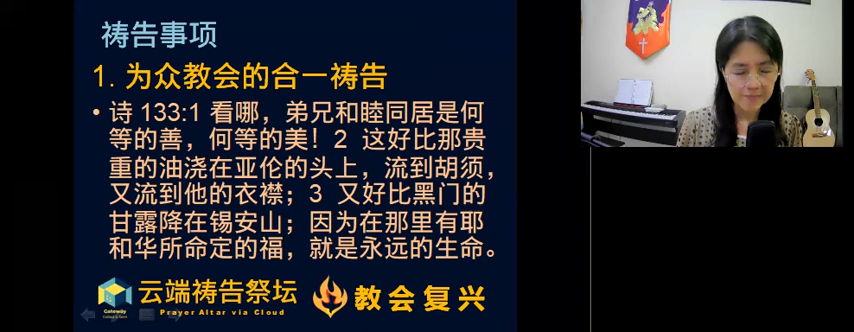 祷告事项
1. 为众教会的合一祷告
• 诗 133:1 看哪，弟兄和睦同居是何
等的善，何等的美！2 这好比那贵
重的油浇在亚伦的头上，流到胡须，
又流到他的衣襟；3 又好比黑门的
甘露降在锡安山；因为在那里有耶
和华所命定的福，就是永远的生命。
云端祷告祭坛
Prayer Altar via Cloud
Gateway
教会复兴